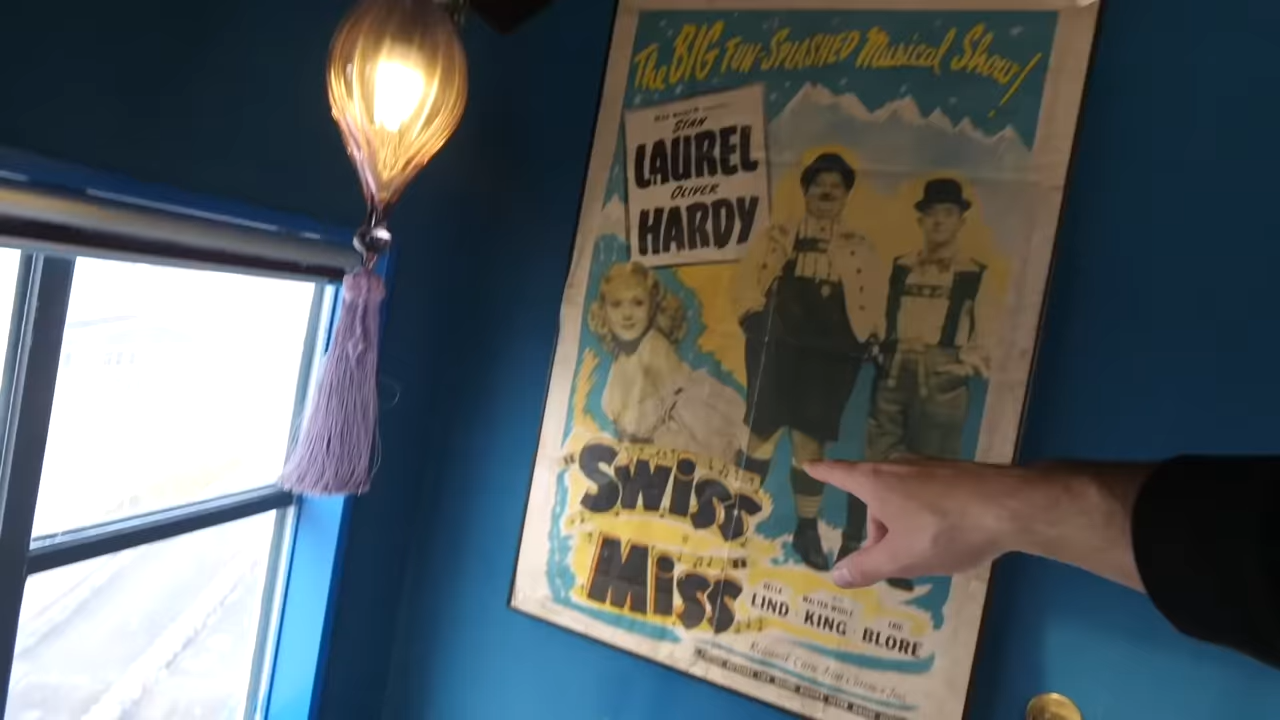 The BIG FUN-SPLASHED Musical Show!
STAN
LAUREL
OLIVER
HARDY
"SWISS
MISS"
DELLA
LIND · WALTER WOOLF
KING · ERIC
BLORE